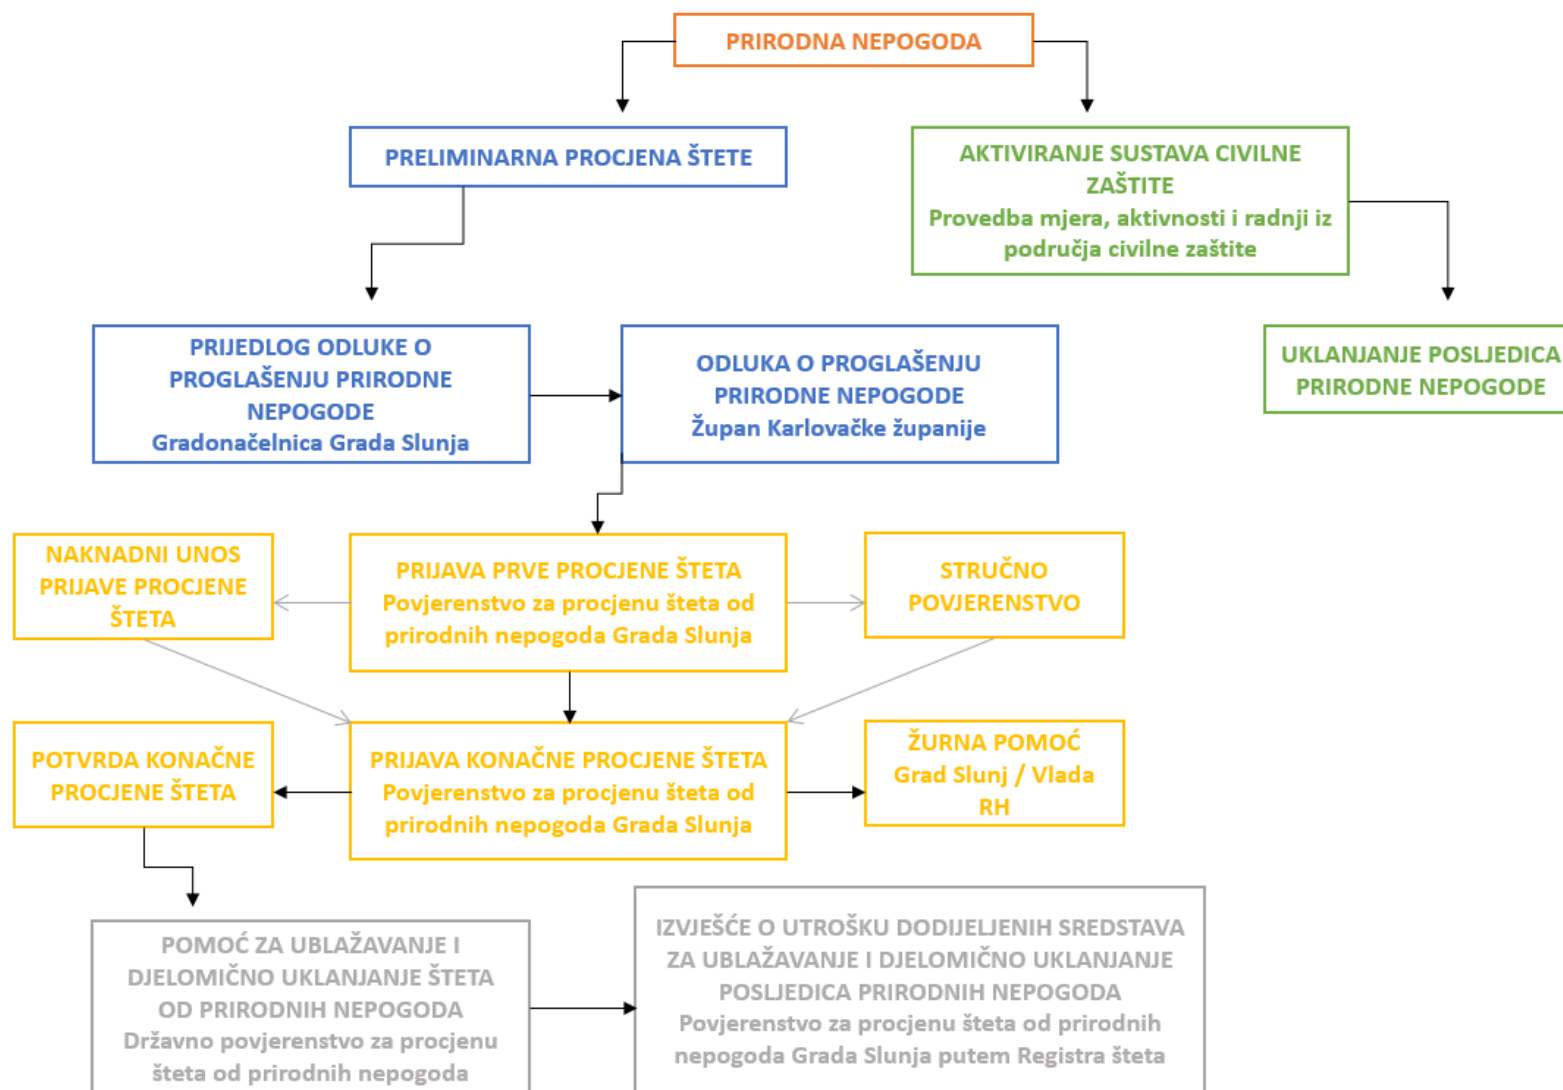 PRIRODNA NEPOGODA
PRELIMINARNA PROCJENA ŠTETE
AKTIVIRANJE SUSTAVA CIVILNE
ZAŠTITE
Provedba mjera, aktivnosti i radnji iz
područja civilne zaštite
PRIJEDLOG ODLUKE O
PROGLAŠENJU PRIRODNE
NEPOGODE
Gradonačelnica Grada Slunja
ODLUKA O PROGLAŠENJU
PRIRODNE NEPOGODE
Župan Karlovačke županije
UKLANJANJE POSLJEDICA
PRIRODNE NEPOGODE
NAKNADNI UNOS
PRIJAVE PROCJENE
ŠTETA
PRIJAVA PRVE PROCJENE ŠTETA
Povjerenstvo za procjenu šteta od
prirodnih nepogoda Grada Slunja
STRUČNO
POVJERENSTVO
POTVRDA KONAČNE
PROCJENE ŠTETA
PRIJAVA KONAČNE PROCJENE ŠTETA
Povjerenstvo za procjenu šteta od
prirodnih nepogoda Grada Slunja
ŽURNA POMOĆ
Grad Slunj / Vlada
RH
POMOĆ ZA UBLAŽAVANJE I
DJELOMIČNO UKLANJANJE ŠTETA
OD PRIRODNIH NEPOGODA
Državno povjerenstvo za procjenu
šteta od prirodnih nepogoda
IZVJEŠĆE O UTROŠKU DODIJELJENIH SREDSTAVA
ZA UBLAŽAVANJE I DJELOMIČNO UKLANJANJE
POSLJEDICA PRIRODNIH NEPOGODA
Povjerenstvo za procjenu šteta od prirodnih
nepogoda Grada Slunja putem Registra šteta